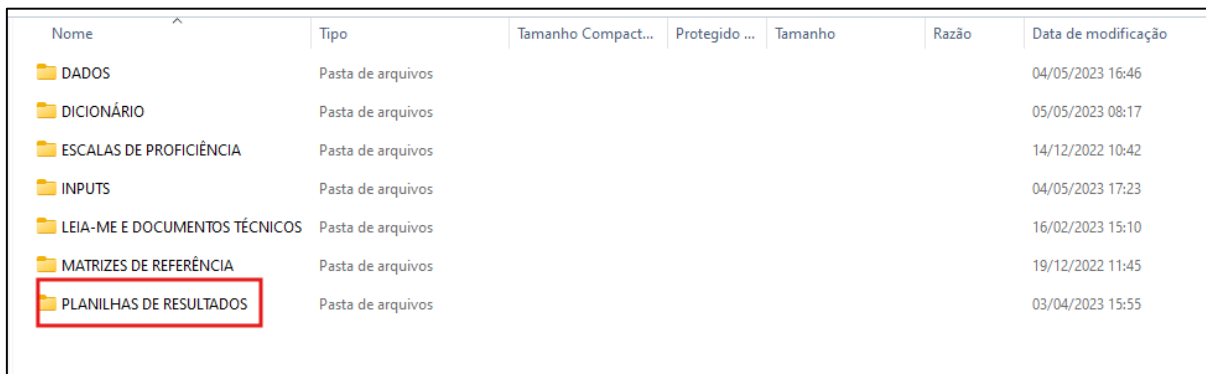 Nome Tipo Tamanho Compact... Protegido ... Tamanho Razão Data de modificação
DADOS Pasta de arquivos 04/05/2023 16:46
DICIONÁRIO Pasta de arquivos 05/05/2023 08:17
ESCALAS DE PROFICIÊNCIA Pasta de arquivos 14/12/2022 10:42
INPUTS Pasta de arquivos 04/05/2023 17:23
LEIA-ME E DOCUMENTOS TÉCNICOS Pasta de arquivos 16/02/2023 15:10
MATRIZES DE REFERÊNCIA Pasta de arquivos 19/12/2022 11:45
PLANILHAS DE RESULTADOS Pasta de arquivos 03/04/2023 15:55